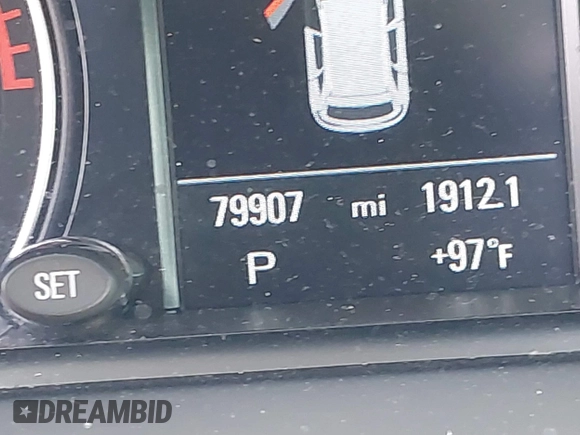 79907 mi 1912.1
P +97°F
SET
DREAMBID